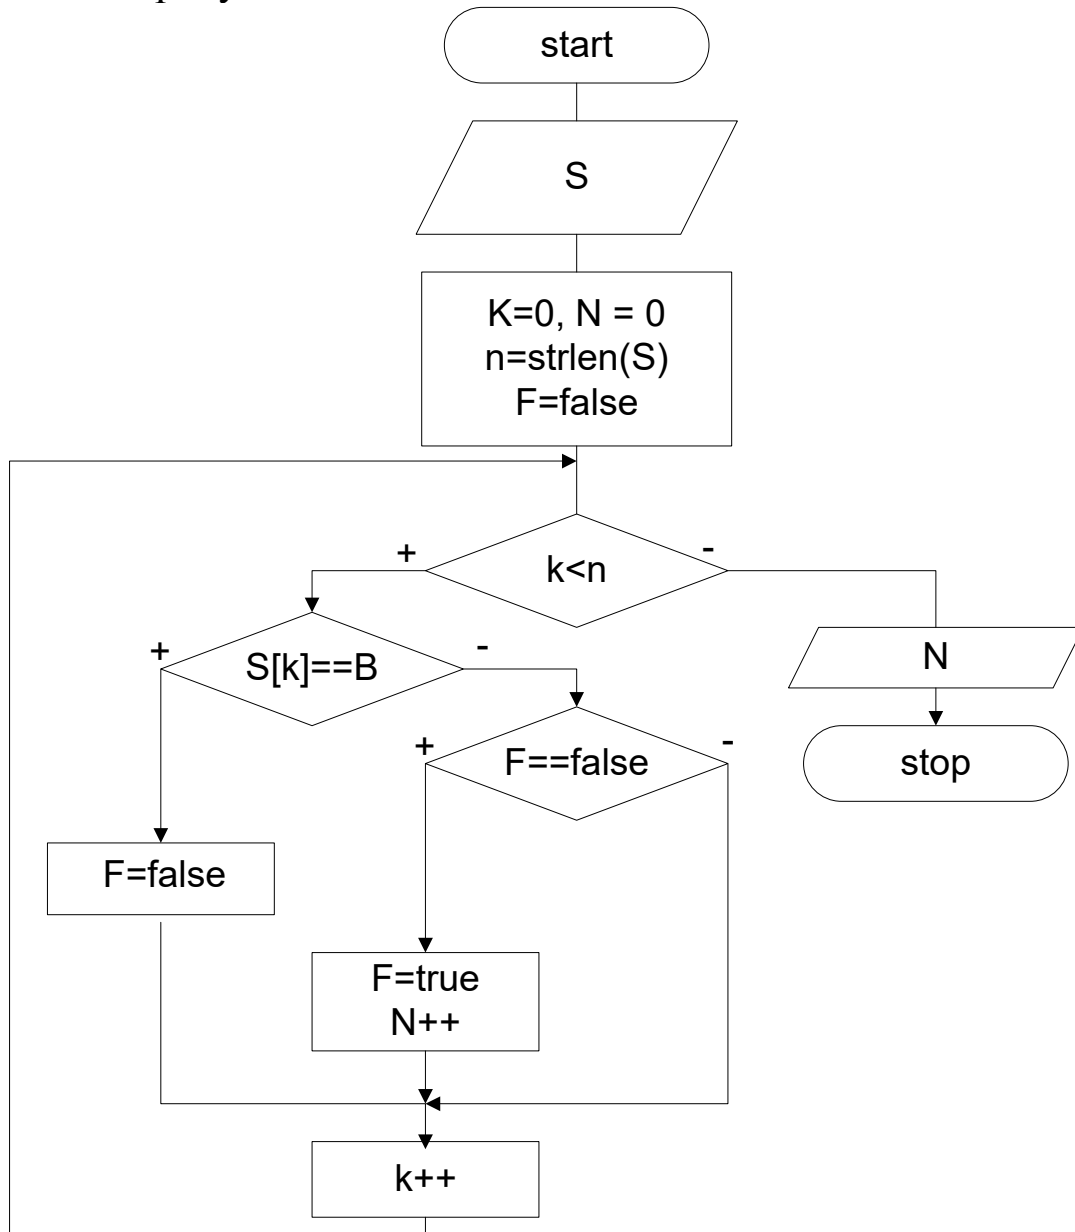 start
S
K=0, N = 0
n=strlen(S)
F=false
+
k<n
-
+
S[k]==B
-
N
+
F==false
-
stop
F=false
F=true
N++
k++